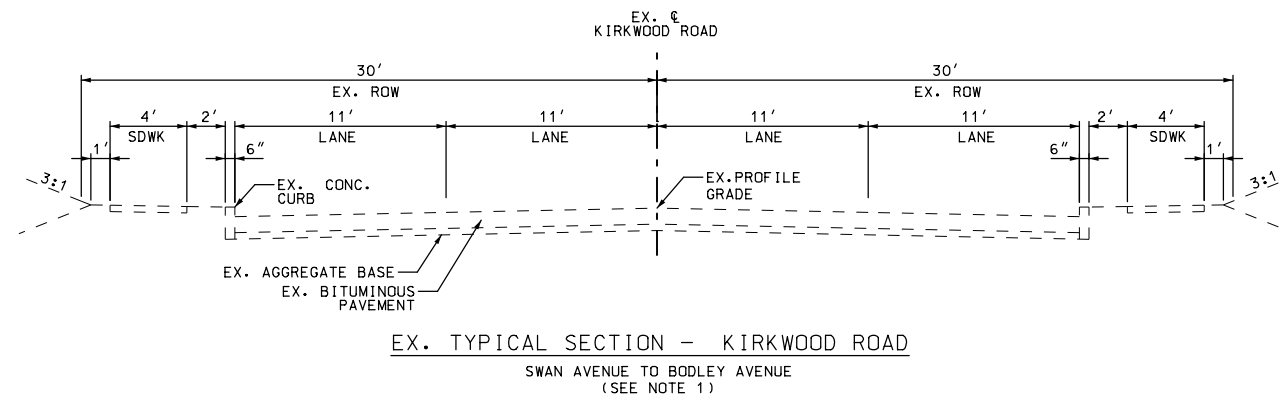 EX. ℄
KIRKWOOD ROAD
30' 30'
EX. ROW EX. ROW
4' 2' 11' 11' 11' 11' 2' 4'
SDWK LANE LANE LANE LANE SDWK
1' 6" 6" 1'
3:1 3:1
EX. CONC.
CURB
EX.PROFILE
GRADE
EX. AGGREGATE BASE
EX. BITUMINOUS
PAVEMENT
EX. TYPICAL SECTION - KIRKWOOD ROAD
SWAN AVENUE TO BODLEY AVENUE
(SEE NOTE 1)